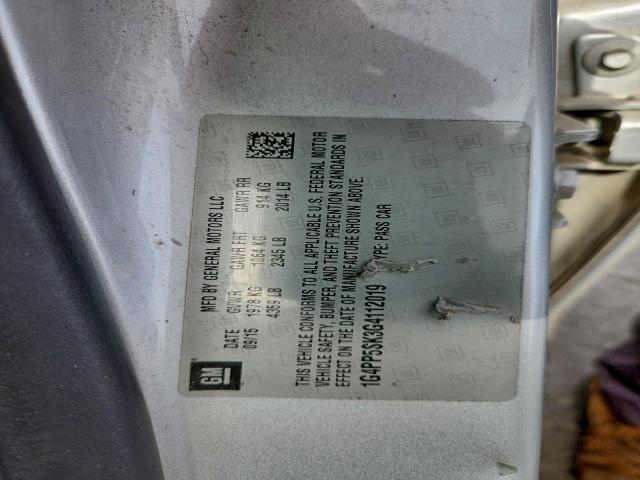 GM
MFD BY GENERAL MOTORS LLC
DATE GVWR GAWR FRT GAWR RR
09/15 1978 KG 1064 KG 914 KG
4359 LB 2345 LB 2014 LB
THIS VEHICLE CONFORMS TO ALL APPLICABLE U.S. FEDERAL MOTOR
VEHICLE SAFETY, BUMPER, AND THEFT PREVENTION STANDARDS IN
EFFECT ON THE DATE OF MANUFACTURE SHOWN ABOVE.
1G4PP5SK3G4112019 TYPE: PASS CAR